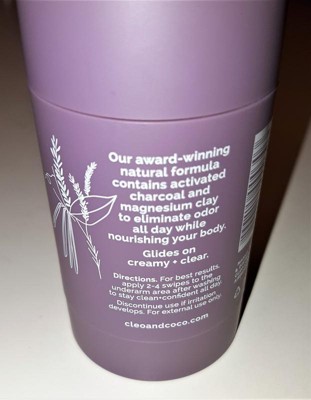 Our award-winning
natural formula
contains activated
charcoal and
magnesium clay
to eliminate odor
all day while
nourishing your body.
Glides on
creamy + clear.
Directions. For best results,
apply 2-4 swipes to the
underarm area after washing
to stay clean+confident all day.
Discontinue use if irritation
develops. For external use only.
cleoandcoco.com